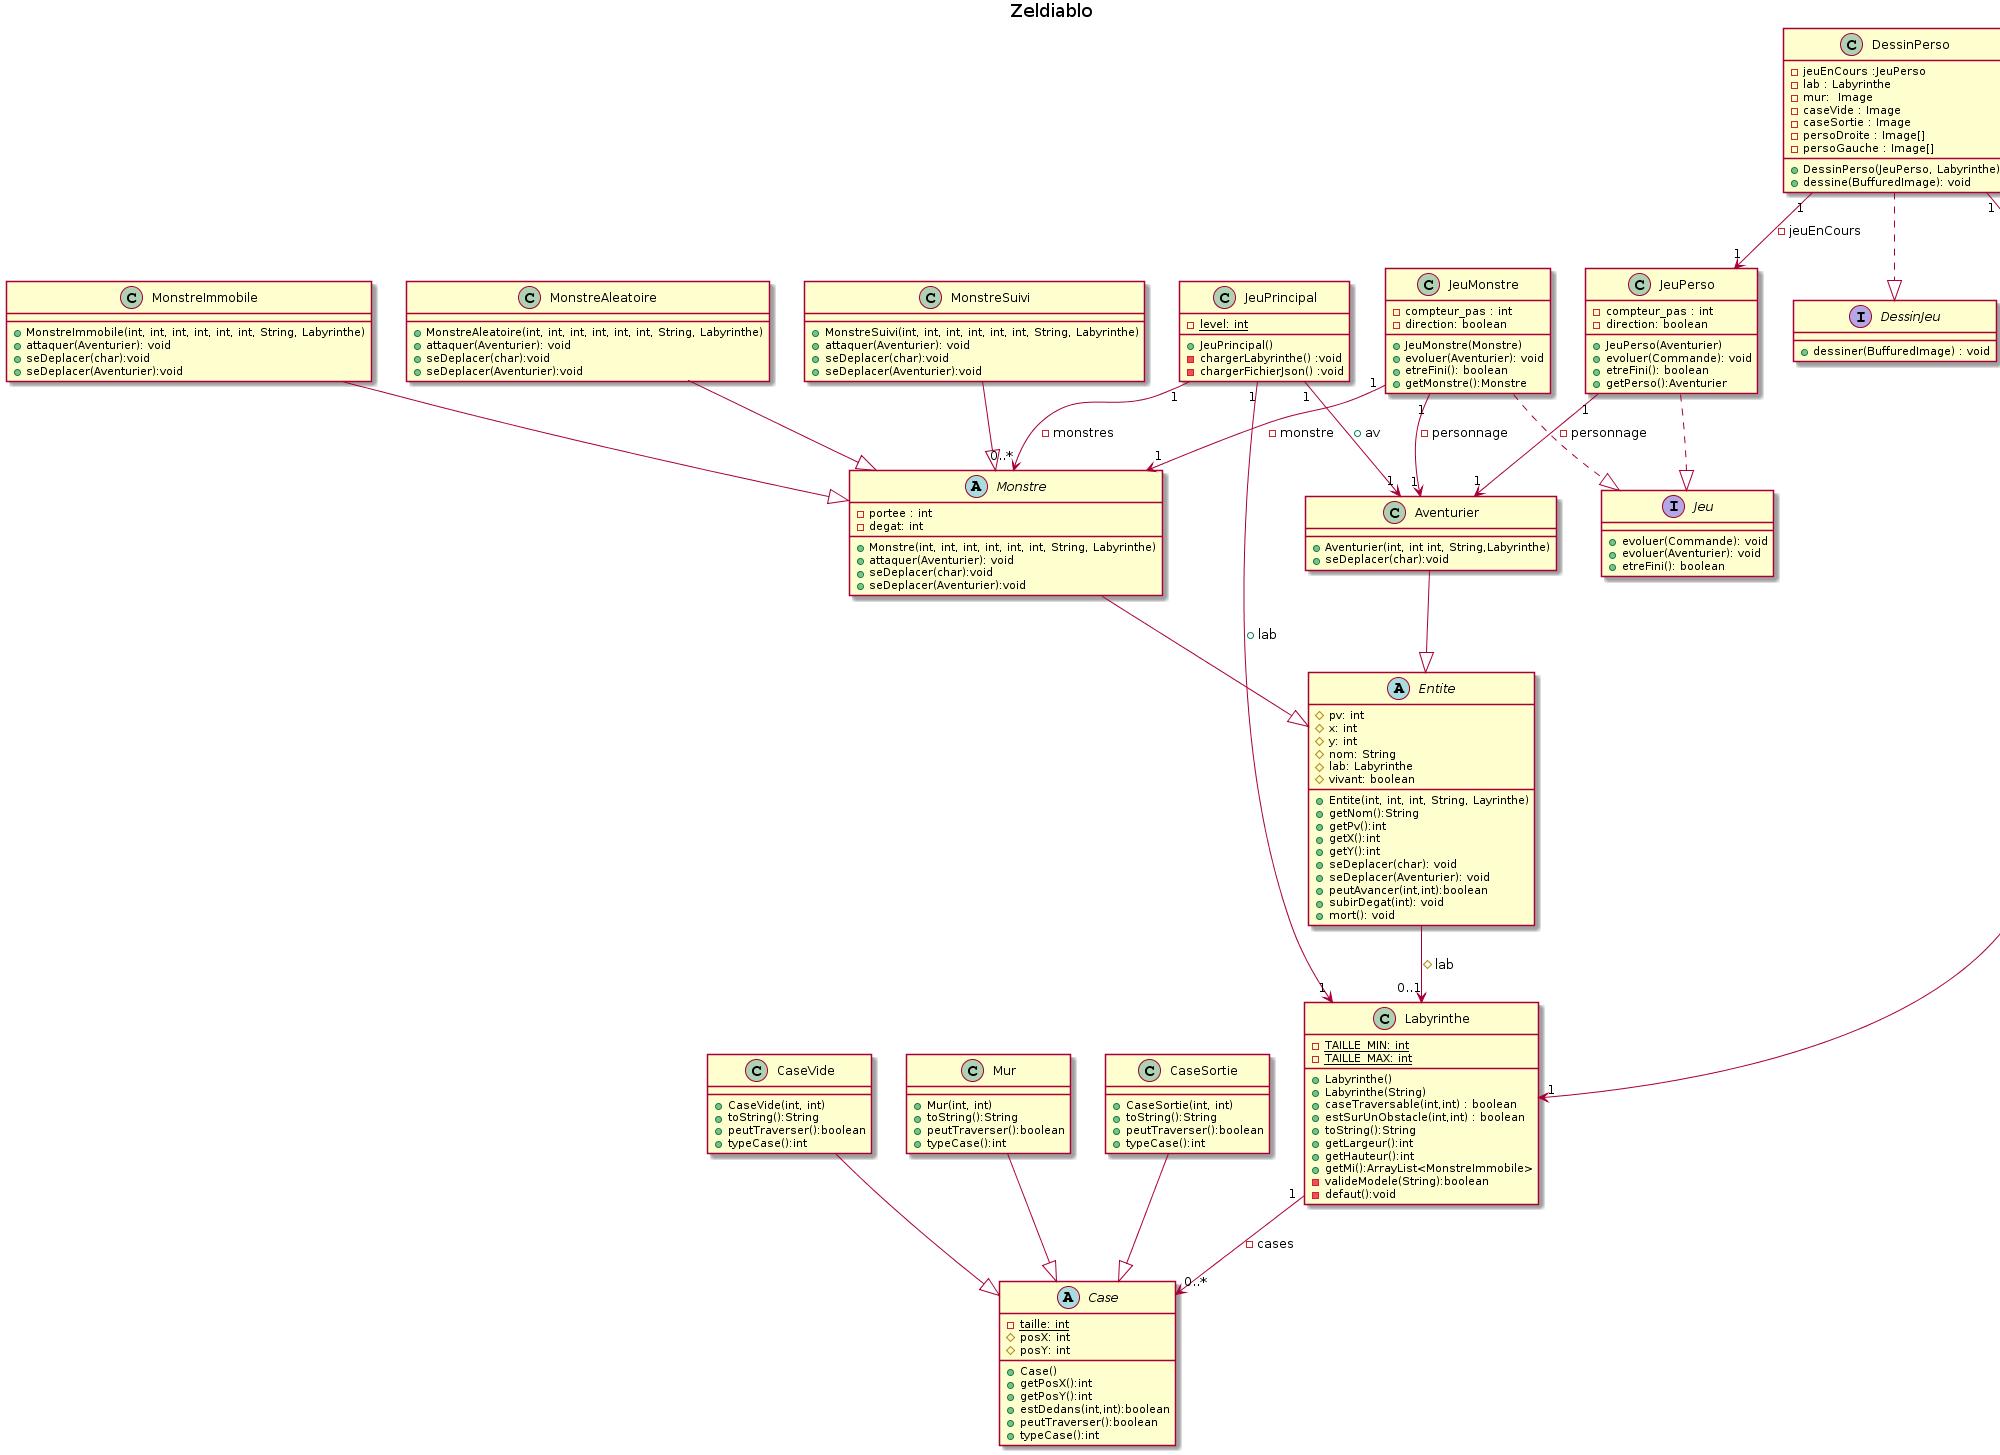 Zeldiablo
C DessinPerso
jeuEnCours :JeuPerso
lab : Labyrinthe
mur:  Image
caseVide : Image
caseSortie : Image
persoDroite : Image[]
persoGauche : Image[]
DessinPerso(JeuPerso, Labyrinthe)
dessine(BuffuredImage): void
1
1
jeuEnCours
1
C MonstreImmobile
MonstreImmobile(int, int, int, int, int, int, String, Labyrinthe)
attaquer(Aventurier): void
seDeplacer(char):void
seDeplacer(Aventurier):void
C MonstreAleatoire
MonstreAleatoire(int, int, int, int, int, int, String, Labyrinthe)
attaquer(Aventurier): void
seDeplacer(char):void
seDeplacer(Aventurier):void
C MonstreSuivi
MonstreSuivi(int, int, int, int, int, int, String, Labyrinthe)
attaquer(Aventurier): void
seDeplacer(char):void
seDeplacer(Aventurier):void
C JeuPrincipal
level: int
JeuPrincipal()
chargerLabyrinthe() :void
chargerFichierJson() :void
C JeuMonstre
compteur_pas : int
direction: boolean
JeuMonstre(Monstre)
evoluer(Aventurier): void
etreFini(): boolean
getMonstre():Monstre
C JeuPerso
compteur_pas : int
direction: boolean
JeuPerso(Aventurier)
evoluer(Commande): void
etreFini(): boolean
getPerso():Aventurier
I DessinJeu
dessiner(BuffuredImage) : void
1 1 1 1 1 1
monstres
monstre
av
personnage
personnage
0..* 1 1 1 1
A Monstre
portee : int
degat: int
Monstre(int, int, int, int, int, int, String, Labyrinthe)
attaquer(Aventurier): void
seDeplacer(char):void
seDeplacer(Aventurier):void
C Aventurier
Aventurier(int, int int, String,Labyrinthe)
seDeplacer(char):void
I Jeu
evoluer(Commande): void
evoluer(Aventurier): void
etreFini(): boolean
lab
A Entite
pv: int
x: int
y: int
nom: String
lab: Labyrinthe
vivant: boolean
Entite(int, int, int, String, Layrinthe)
getNom():String
getPv():int
getX():int
getY():int
seDeplacer(char): void
seDeplacer(Aventurier): void
peutAvancer(int,int):boolean
subirDegat(int): void
mort(): void
lab
1 0..1
C Labyrinthe
TAILLE_MIN: int
TAILLE_MAX: int
Labyrinthe()
Labyrinthe(String)
caseTraversable(int,int) : boolean
estSurUnObstacle(int,int) : boolean
toString():String
getLargeur():int
getHauteur():int
getMi():ArrayList<MonstreImmobile>
valideModele(String):boolean
defaut():void
1
C CaseVide
CaseVide(int, int)
toString():String
peutTraverser():boolean
typeCase():int
C Mur
Mur(int, int)
toString():String
peutTraverser():boolean
typeCase():int
C CaseSortie
CaseSortie(int, int)
toString():String
peutTraverser():boolean
typeCase():int
1
cases
0..*
A Case
taille: int
posX: int
posY: int
Case()
getPosX():int
getPosY():int
estDedans(int,int):boolean
peutTraverser():boolean
typeCase():int